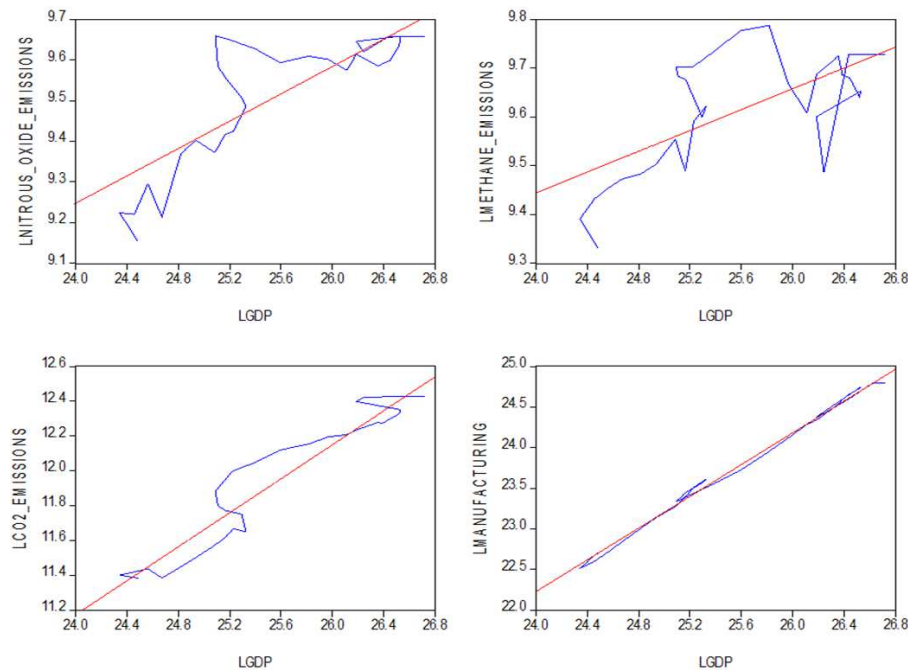 9.7
9.6
9.5
9.4
9.3
9.2
9.1
LNITROUS_OXIDE_EMISSIONS
24.0 24.4 24.8 25.2 25.6 26.0 26.4 26.8
LGDP
9.8
9.7
9.6
9.5
9.4
9.3
LMETHANE_EMISSIONS
24.0 24.4 24.8 25.2 25.6 26.0 26.4 26.8
LGDP
12.6
12.4
12.2
12.0
11.8
11.6
11.4
11.2
LCO2_EMISSIONS
24.0 24.4 24.8 25.2 25.6 26.0 26.4 26.8
LGDP
25.0
24.5
24.0
23.5
23.0
22.5
22.0
LMANUFACTURING
24.0 24.4 24.8 25.2 25.6 26.0 26.4 26.8
LGDP